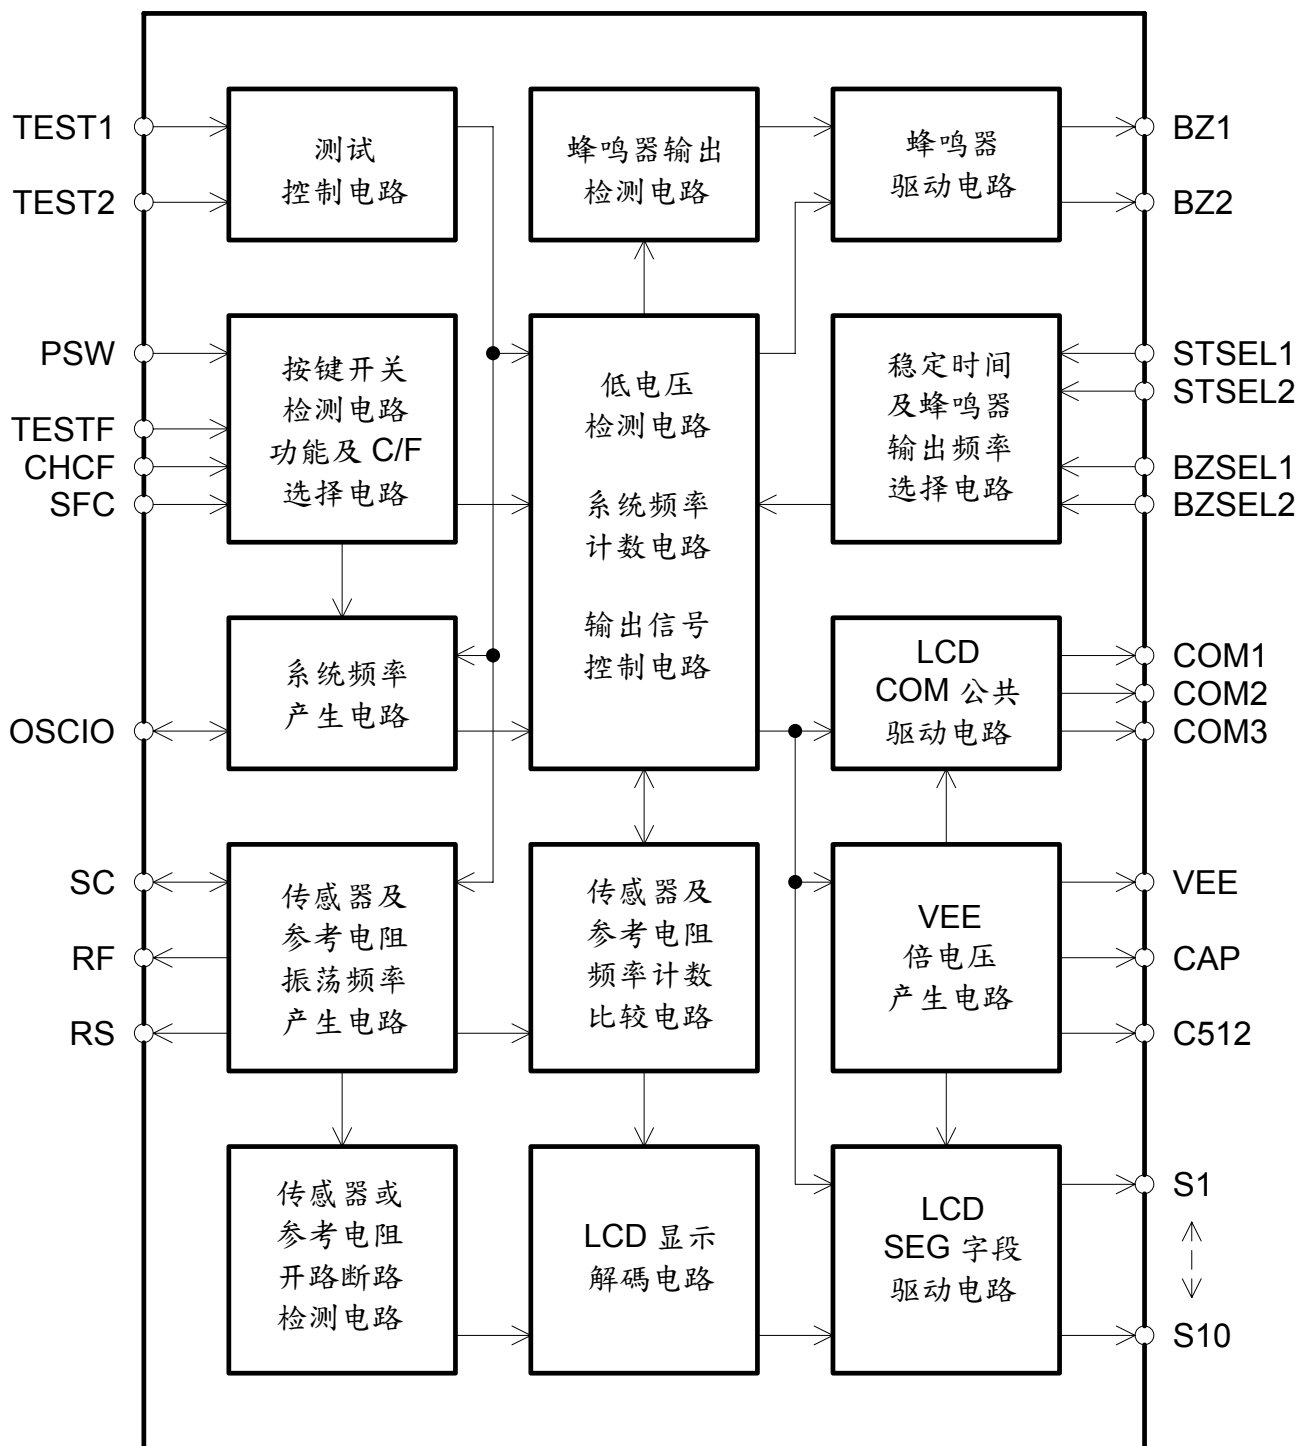 TEST1
TEST2
测试
控制电路
蜂鸣器输出
检测电路
蜂鸣器
驱动电路
BZ1
BZ2
PSW
TESTF
CHCF
SFC
按键开关
检测电路
功能及 C/F
选择电路
低电压
检测电路
系统频率
计数电路
输出信号
控制电路
稳定时间
及蜂鸣器
输出频率
选择电路
STSEL1
STSEL2
BZSEL1
BZSEL2
OSCIO
系统频率
产生电路
LCD
COM 公共
驱动电路
COM1
COM2
COM3
SC
RF
RS
传感器及
参考电阻
振荡频率
产生电路
传感器及
参考电阻
频率计数
比较电路
VEE
倍电压
产生电路
VEE
CAP
C512
传感器或
参考电阻
开路断路
检测电路
LCD 显示
解碼电路
LCD
SEG 字段
驱动电路
S1
S10